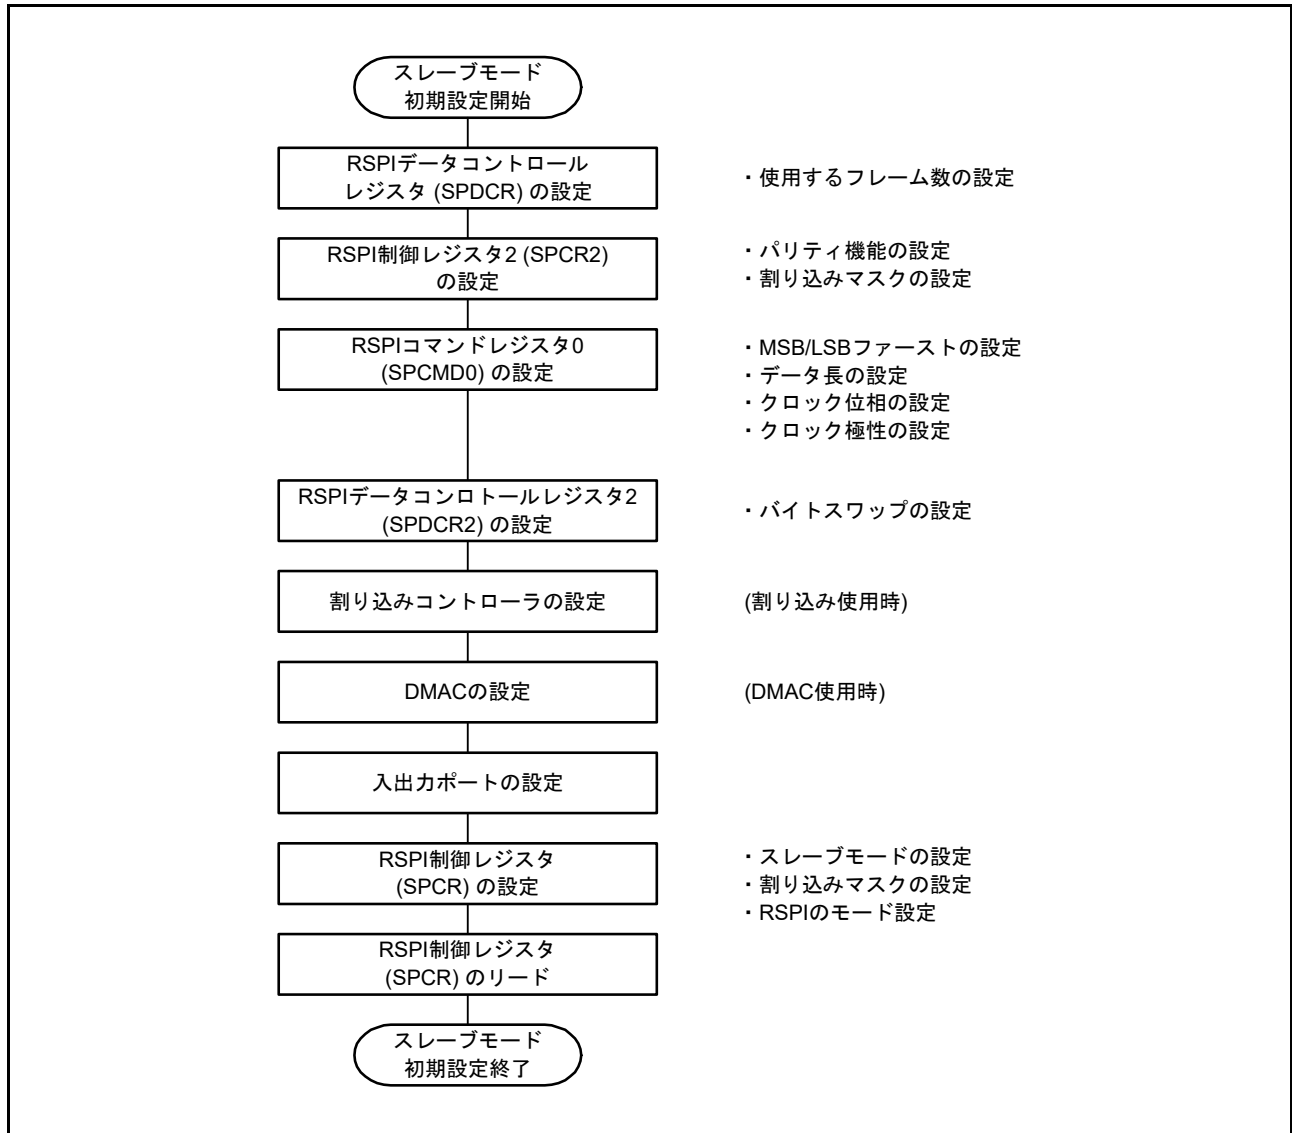 スレーブモード
初期設定開始
RSPIデータコントロール
レジスタ (SPDCR) の設定
・使用するフレーム数の設定
RSPI制御レジスタ2 (SPCR2)
の設定
・パリティ機能の設定
・割り込みマスクの設定
RSPIコマンドレジスタ0
(SPCMD0) の設定
・MSB/LSBファーストの設定
・データ長の設定
・クロック位相の設定
・クロック極性の設定
RSPIデータコンロトールレジスタ2
(SPDCR2) の設定
・バイトスワップの設定
割り込みコントローラの設定
(割り込み使用時)
DMACの設定
(DMAC使用時)
入出力ポートの設定
RSPI制御レジスタ
(SPCR) の設定
・スレーブモードの設定
・割り込みマスクの設定
・RSPIのモード設定
RSPI制御レジスタ
(SPCR) のリード
スレーブモード
初期設定終了